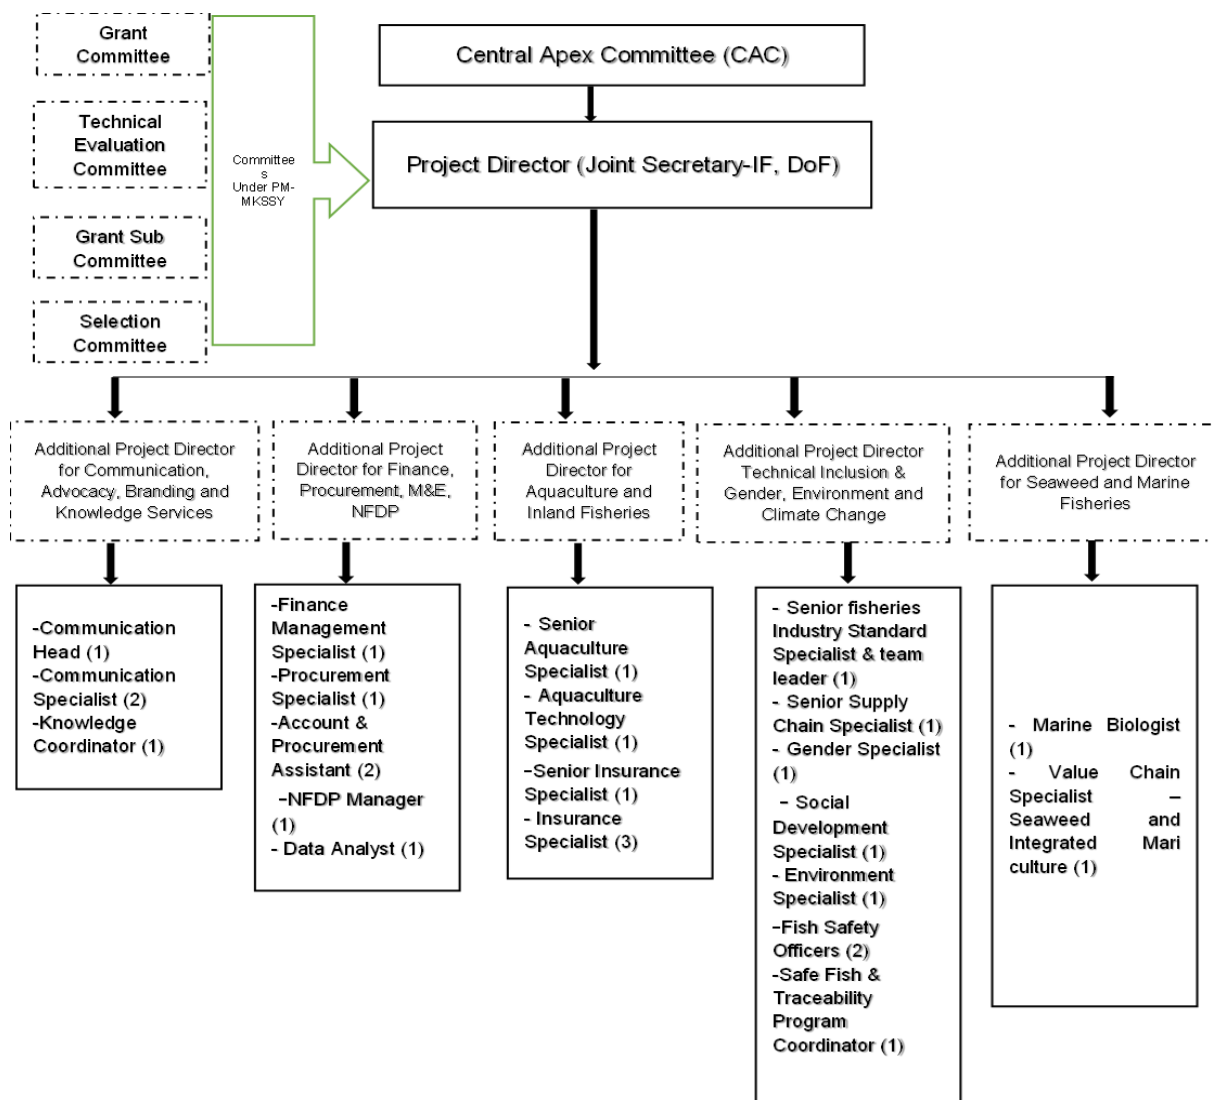 Grant
Committee
Technical
Evaluation
Committee
Grant Sub
Committee
Selection
Committee
Committee
s
Under PM-
MKSSY
Central Apex Committee (CAC)
Project Director (Joint Secretary-IF, DoF)
Additional Project Director
for Communication,
Advocacy, Branding and
Knowledge Services
Additional Project
Director for Finance,
Procurement, M&E,
NFDP
Additional Project
Director for
Aquaculture and
Inland Fisheries
Additional Project Director
Technical Inclusion &
Gender, Environment and
Climate Change
Additional Project Director
for Seaweed and Marine
Fisheries
-Communication
Head (1)
-Communication
Specialist (2)
-Knowledge
Coordinator (1)
-Finance
Management
Specialist (1)
-Procurement
Specialist (1)
-Account &
Procurement
Assistant (2)
-NFDP Manager
(1)
- Data Analyst (1)
- Senior
Aquaculture
Specialist (1)
- Aquaculture
Technology
Specialist (1)
-Senior Insurance
Specialist (1)
- Insurance
Specialist (3)
- Senior fisheries
Industry Standard
Specialist & team
leader (1)
- Senior Supply
Chain Specialist (1)
- Gender Specialist
(1)
- Social
Development
Specialist (1)
- Environment
Specialist (1)
-Fish Safety
Officers (2)
-Safe Fish &
Traceability
Program
Coordinator (1)
- Marine Biologist
(1)
- Value Chain
Specialist –
Seaweed and
Integrated Mari
culture (1)